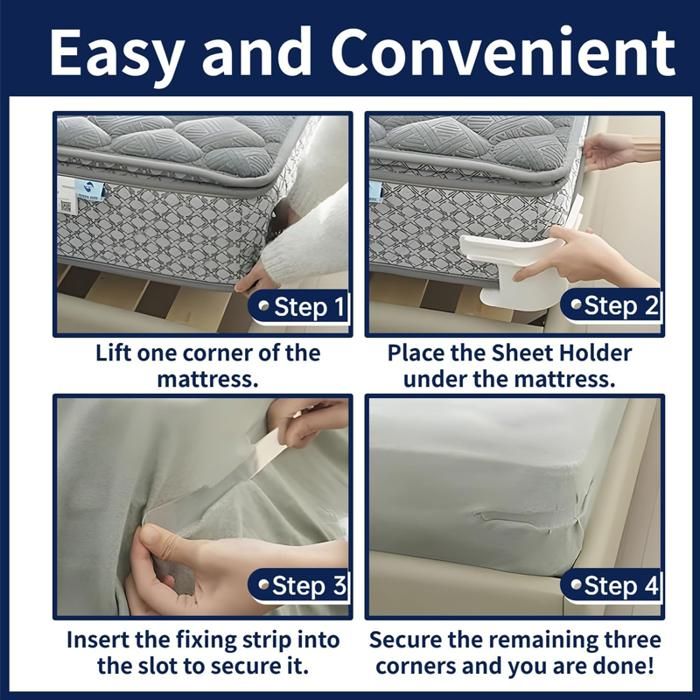 Easy and Convenient
Step 1
Step 2
Lift one corner of the
mattress.
Place the Sheet Holder
under the mattress.
Step 3
Step 4
Insert the fixing strip into
the slot to secure it.
Secure the remaining three
corners and you are done!